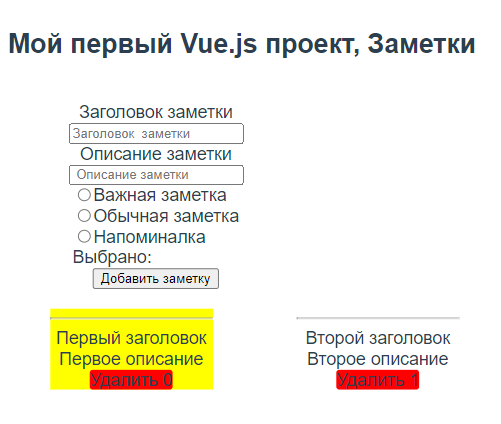 Мой первый Vue.js проект, Заметки
Заголовок заметки
Заголовок заметки
Описание заметки
Описание заметки
Важная заметка
Обычная заметка
Напоминалка
Выбрано:
Добавить заметку
Первый заголовок
Первое описание
Удалить 0
Второй заголовок
Второе описание
Удалить 1